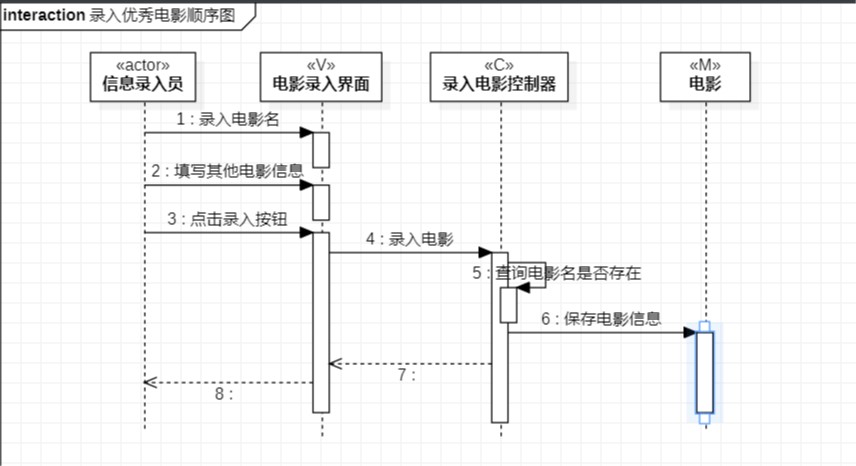 interaction 录入优秀电影顺序图
«actor»
信息录入员
«V»
电影录入界面
«C»
录入电影控制器
«M»
电影
1 : 录入电影名
2 : 填写其他电影信息
3 : 点击录入按钮
4 : 录入电影
5 : 查询电影名是否存在
6 : 保存电影信息
7 :
8 :